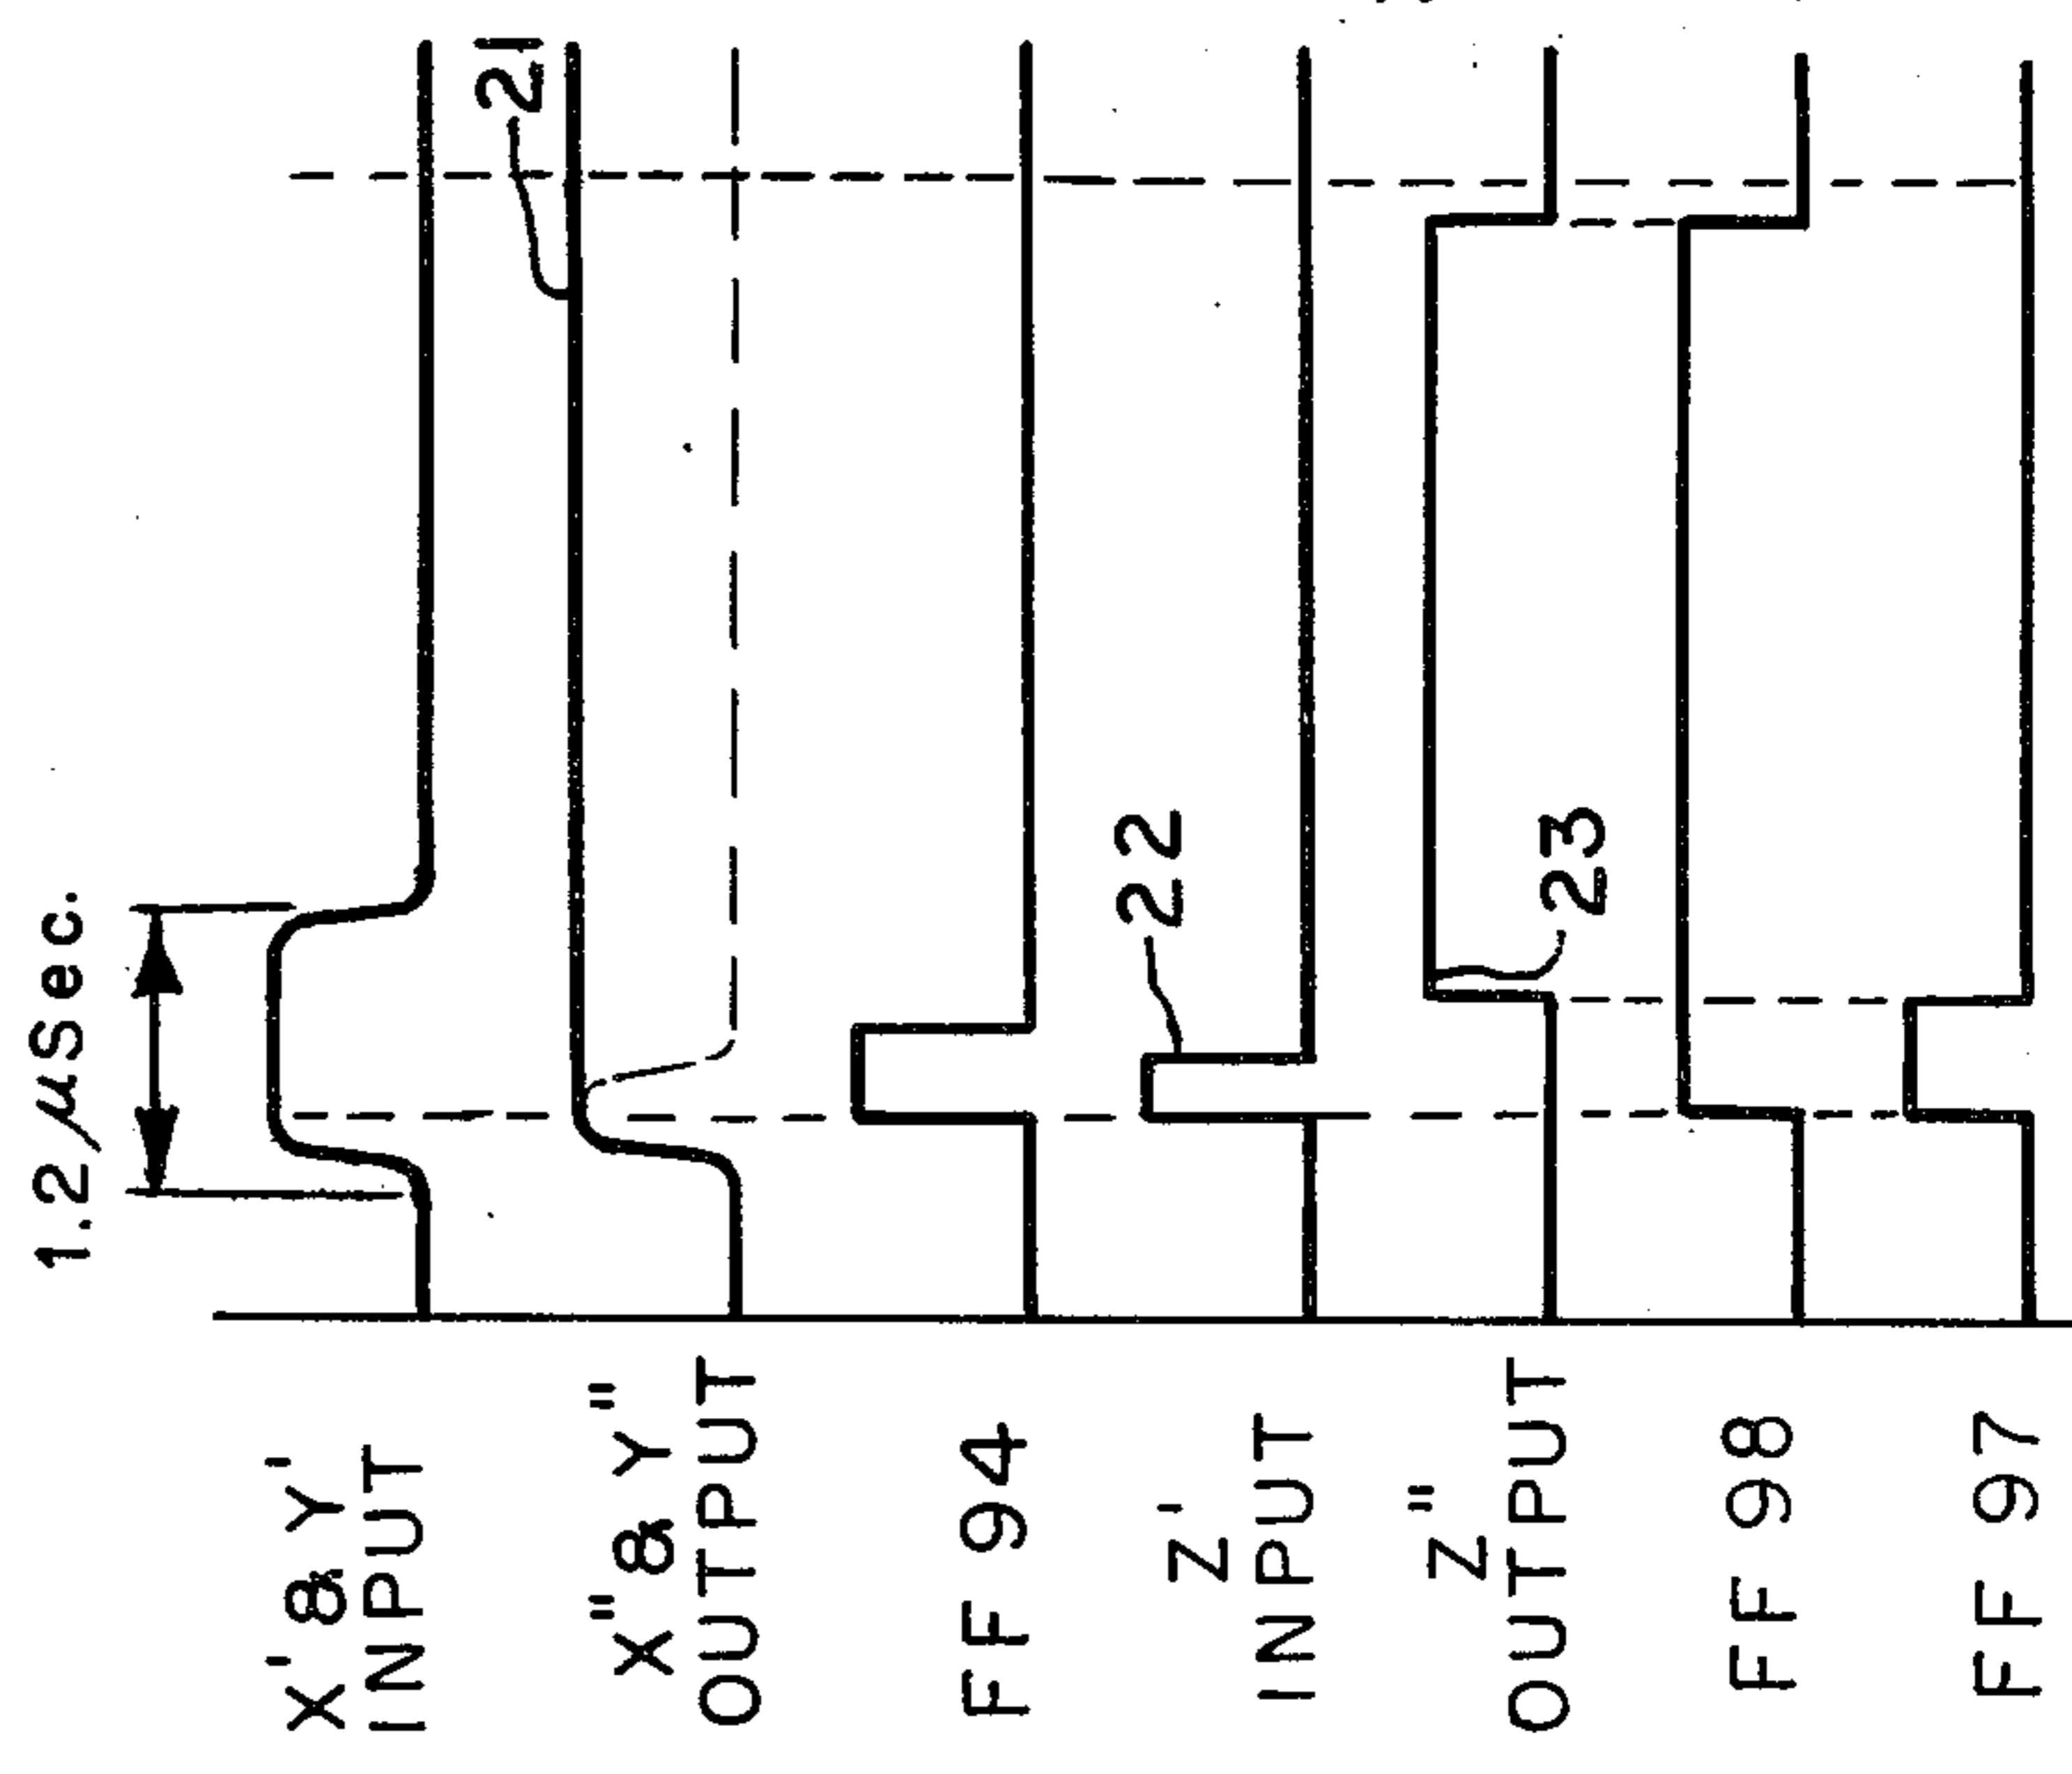 1.2 μSec.
X' & Y'
INPUT
21
X" & Y"
OUTPUT
FF 94
22
Z'
INPUT
23
Z"
OUTPUT
FF 98
FF 97